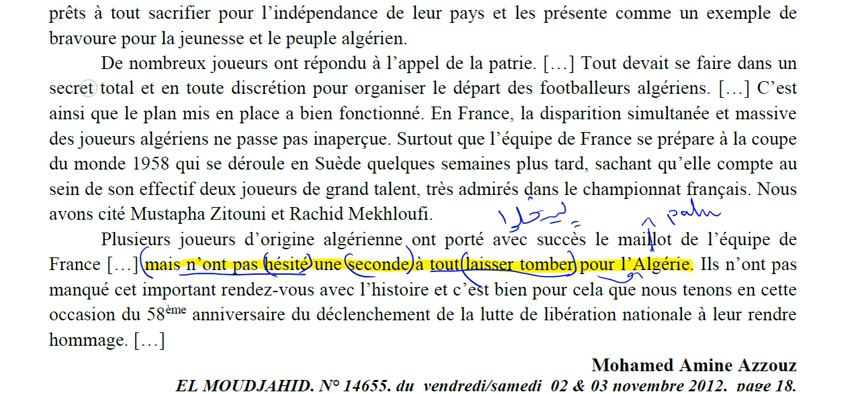 prêts à tout sacrifier pour l'indépendance de leur pays et les présente comme un exemple de
bravoure pour la jeunesse et le peuple algérien.
De nombreux joueurs ont répondu à l'appel de la patrie. […] Tout devait se faire dans un
secret total et en toute discrétion pour organiser le départ des footballeurs algériens. […] C'est
ainsi que le plan mis en place a bien fonctionné. En France, la disparition simultanée et massive
des joueurs algériens ne passe pas inaperçue. Surtout que l'équipe de France se prépare à la coupe
du monde 1958 qui se déroule en Suède quelques semaines plus tard, sachant qu'elle compte au
sein de son effectif deux joueurs de grand talent, très admirés dans le championnat français. Nous
avons cité Mustapha Zitouni et Rachid Mekhloufi.
Plusieurs joueurs d'origine algérienne ont porté avec succès le maillot de l'équipe de
France […] mais n'ont pas hésité une seconde à tout laisser tomber pour l'Algérie. Ils n'ont pas
manqué cet important rendez-vous avec l'histoire et c'est bien pour cela que nous tenons en cette
occasion du 58ème anniversaire du déclenchement de la lutte de libération nationale à leur rendre
hommage. […]
Mohamed Amine Azzouz
EL MOUDJAHID, N° 14655, du vendredi/samedi 02 & 03 novembre 2012, page 18.